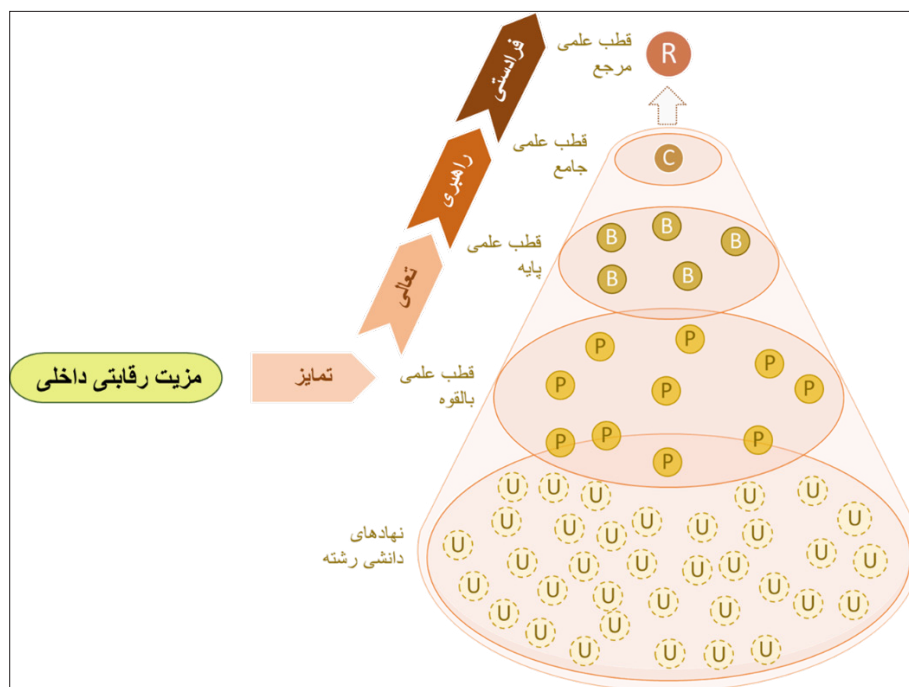 قطب علمی
مرجع
R
فرادستی
قطب علمی
جامع
C
راهبری
قطب علمی
پایه
B B B
B B
تعالی
مزیت رقابتی داخلی
تمایز
قطب علمی
بالقوه
P P P
P P P
P P P P
نهادهای
دانشی رشته
U U U U U
U U U U U U U U
U U U U U U U U
U U U U U U U U
U U U U U U U